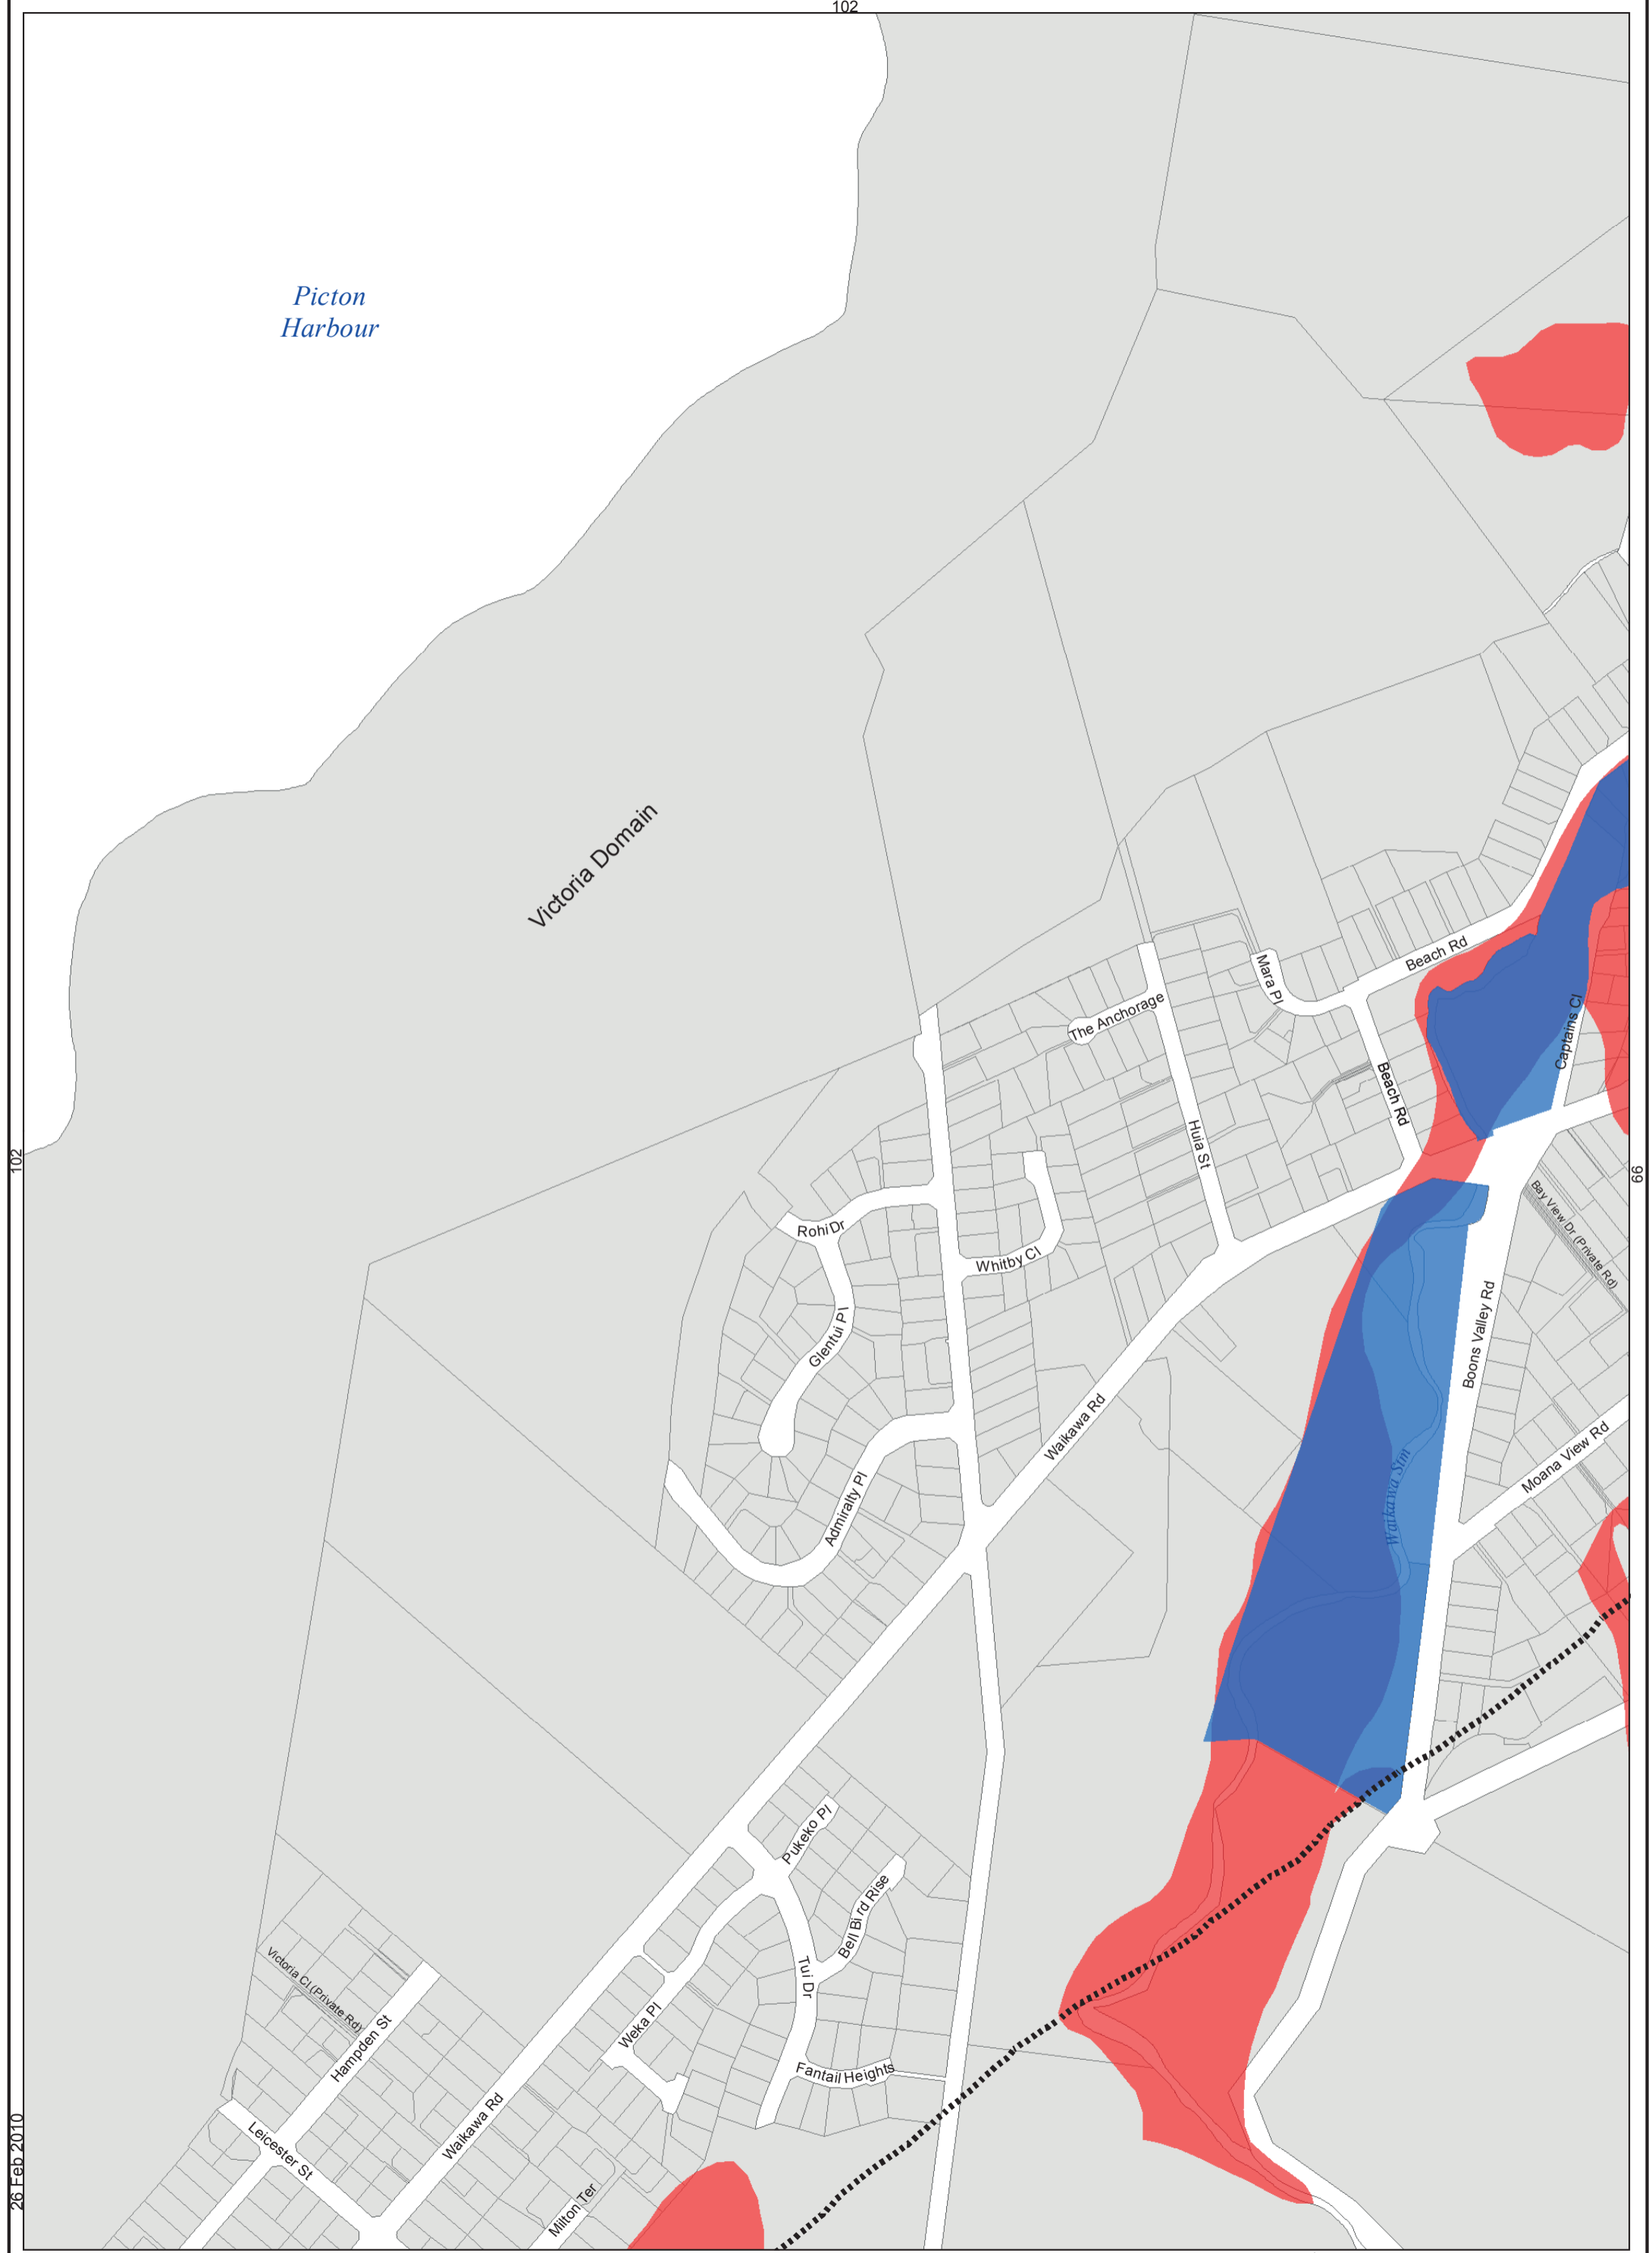 102
Picton
Harbour
Victoria Domain
Beach Rd
Mara Pl
The Anchorage
Captains Cl
Beach Rd
Huia St
102
99
Bay View Dr (Private Rd)
Rohi Dr
Whitby Cl
Glentui Pl
Boons Valley Rd
Waikawa Rd
Moana View Rd
Waikawa Stm
Admiralty Pl
Pukeko Pl
Bell Bird Rise
Tui Dr
Victoria Cl (Private Rd)
Hampden St
Weka Pl
Fantail Heights
Waikawa Rd
Leicester St
Milton Ter
26 Feb 2010